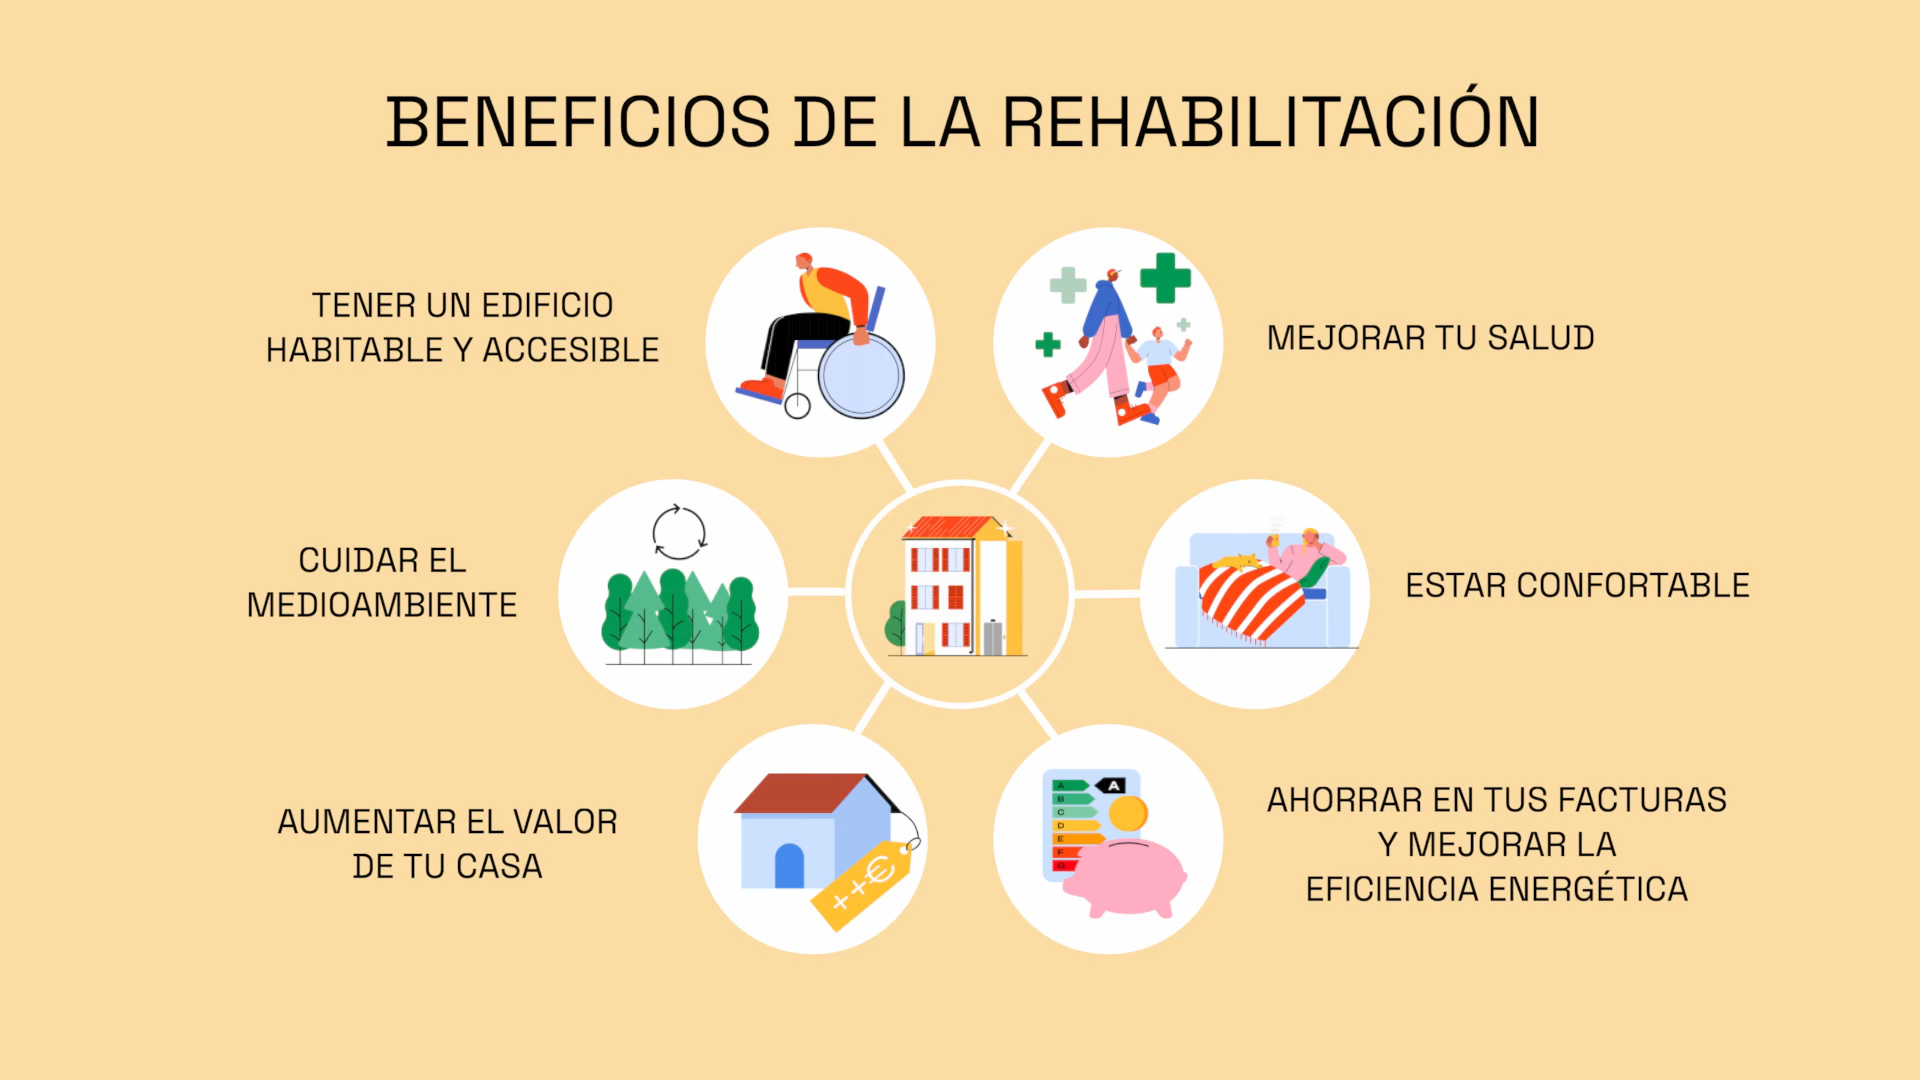 BENEFICIOS DE LA REHABILITACIÓN
TENER UN EDIFICIO
HABITABLE Y ACCESIBLE
MEJORAR TU SALUD
CUIDAR EL
MEDIOAMBIENTE
ESTAR CONFORTABLE
AUMENTAR EL VALOR
DE TU CASA
++€
A
A
B
C
D
E
F
G
AHORRAR EN TUS FACTURAS
Y MEJORAR LA
EFICIENCIA ENERGÉTICA